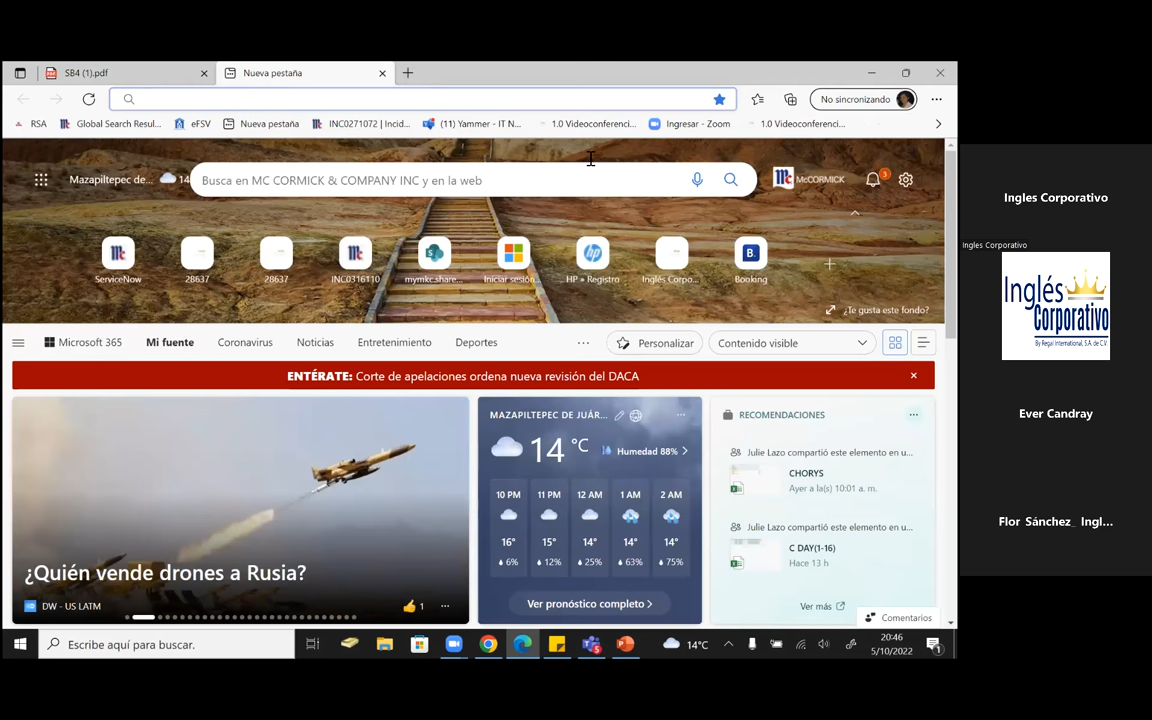 SB4 (1).pdf
Nueva pestaña
No sincronizando
RSA
Global Search Resul...
eFSV
Nueva pestaña
INC0271072 | Incid...
(11) Yammer - IT N...
1.0 Videoconferenci...
Ingresar - Zoom
1.0 Videoconferenci...
Mazapiltepec de...
14
Busca en MC CORMICK & COMPANY INC y en la web
McCORMICK
3
ServiceNow
28637
28637
INC0316110
mymkc.share...
Iniciar sesión...
HP » Registro
Inglés Corpo...
Booking
¿Te gusta este fondo?
Microsoft 365
Mi fuente
Coronavirus
Noticias
Entretenimiento
Deportes
Personalizar
Contenido visible
ENTÉRATE: Corte de apelaciones ordena nueva revisión del DACA
¿Quién vende drones a Rusia?
DW - US LATM
1
MAZAPILTEPEC DE JUÁR...
14 °C
Humedad 88%
10 PM 11 PM 12 AM 1 AM 2 AM
16° 15° 14° 14° 14°
6% 12% 25% 63% 75%
Ver pronóstico completo
RECOMENDACIONES
Julie Lazo compartió este elemento en u...
CHORYS
Ayer a la(s) 10:01 a. m.
Julie Lazo compartió este elemento en u...
C DAY(1-16)
Hace 13 h
Ver más
Comentarios
Escribe aquí para buscar.
14°C
20:46
5/10/2022
Ingles Corporativo
Ingles Corporativo
Inglés
Corporativo
By Regal International, S.A. de C.V.
Ever Candray
Flor Sánchez_ Ingl...